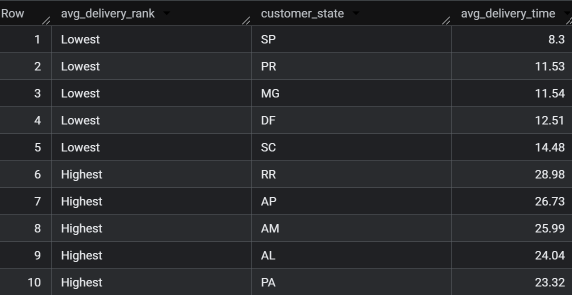 Row avg_delivery_rank customer_state avg_delivery_time
1 Lowest SP 8.3
2 Lowest PR 11.53
3 Lowest MG 11.54
4 Lowest DF 12.51
5 Lowest SC 14.48
6 Highest RR 28.98
7 Highest AP 26.73
8 Highest AM 25.99
9 Highest AL 24.04
10 Highest PA 23.32